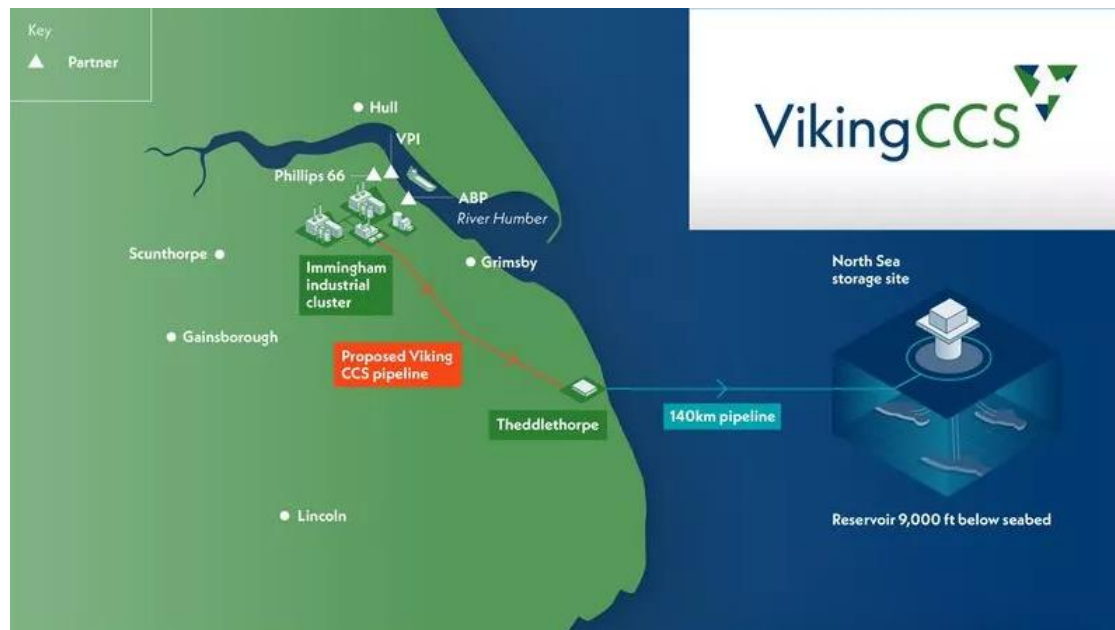 Key
Partner
VikingCCS
Hull
VPI
Phillips 66
ABP
River Humber
Scunthorpe
Grimsby
Immingham
industrial
cluster
North Sea
storage site
Gainsborough
Proposed Viking
CCS pipeline
Theddlethorpe
140km pipeline
Lincoln
Reservoir 9,000 ft below seabed